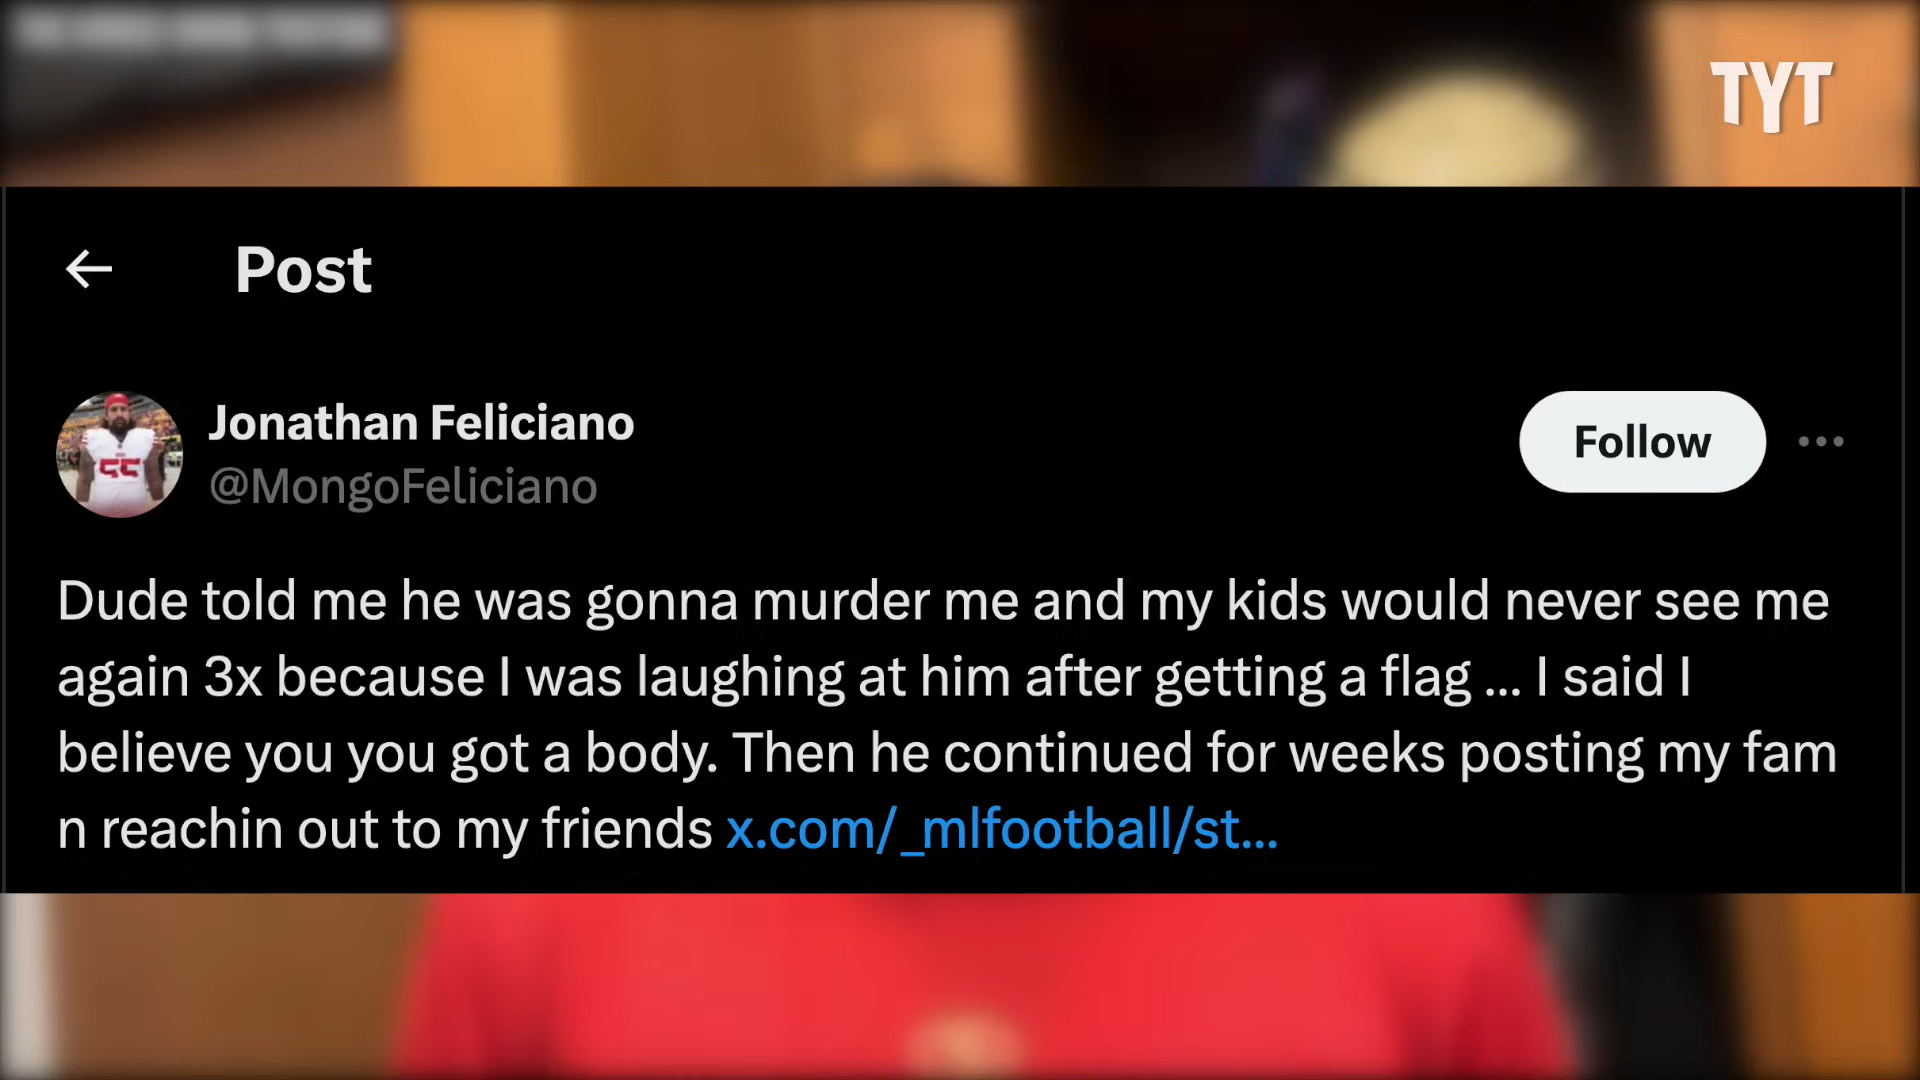 TYT
Post
Jonathan Feliciano
@MongoFeliciano
Follow
55
Dude told me he was gonna murder me and my kids would never see me
again 3x because I was laughing at him after getting a flag ... I said I
believe you you got a body. Then he continued for weeks posting my fam
n reachin out to my friends x.com/_mlfootball/st...